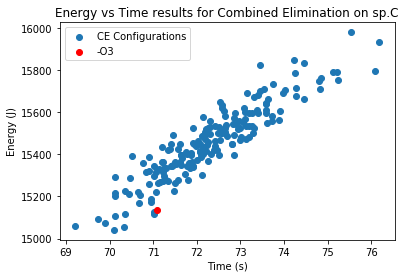 Energy vs Time results for Combined Elimination on sp.C
CE Configurations
-O3
Energy (J)
16000
15800
15600
15400
15200
15000
69 70 71 72 73 74 75 76
Time (s)